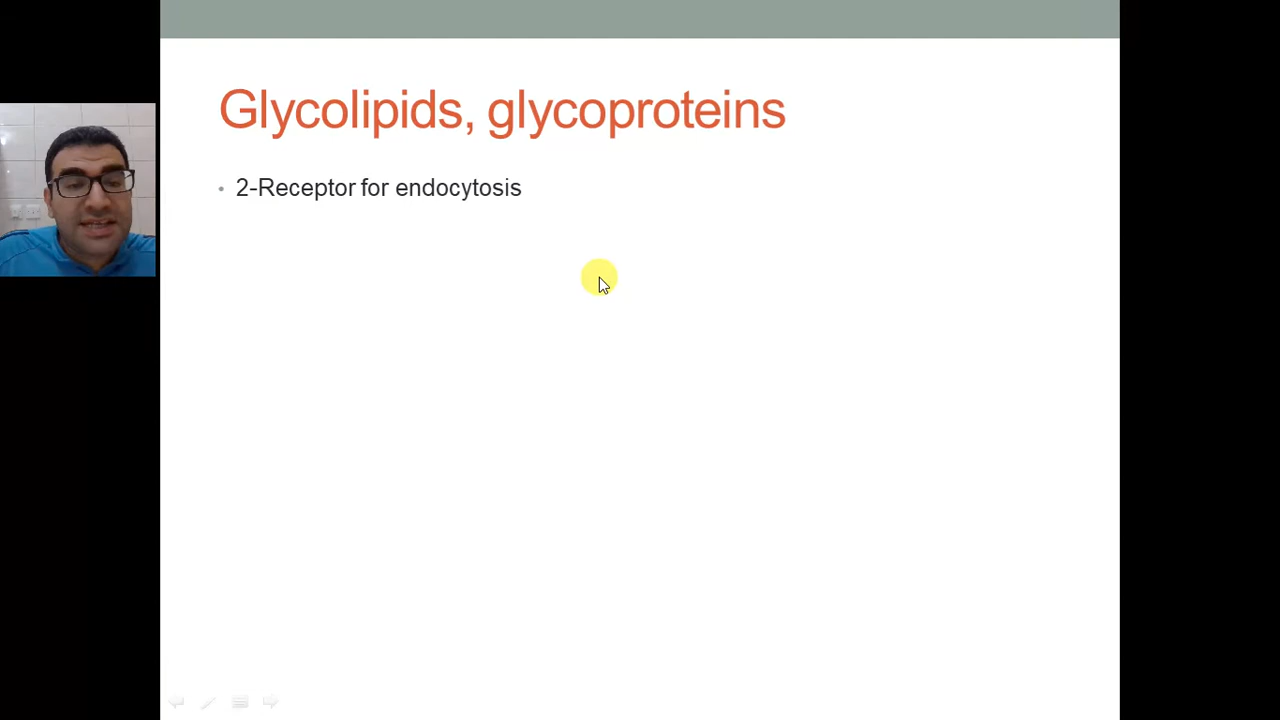 Glycolipids, glycoproteins
• 2-Receptor for endocytosis